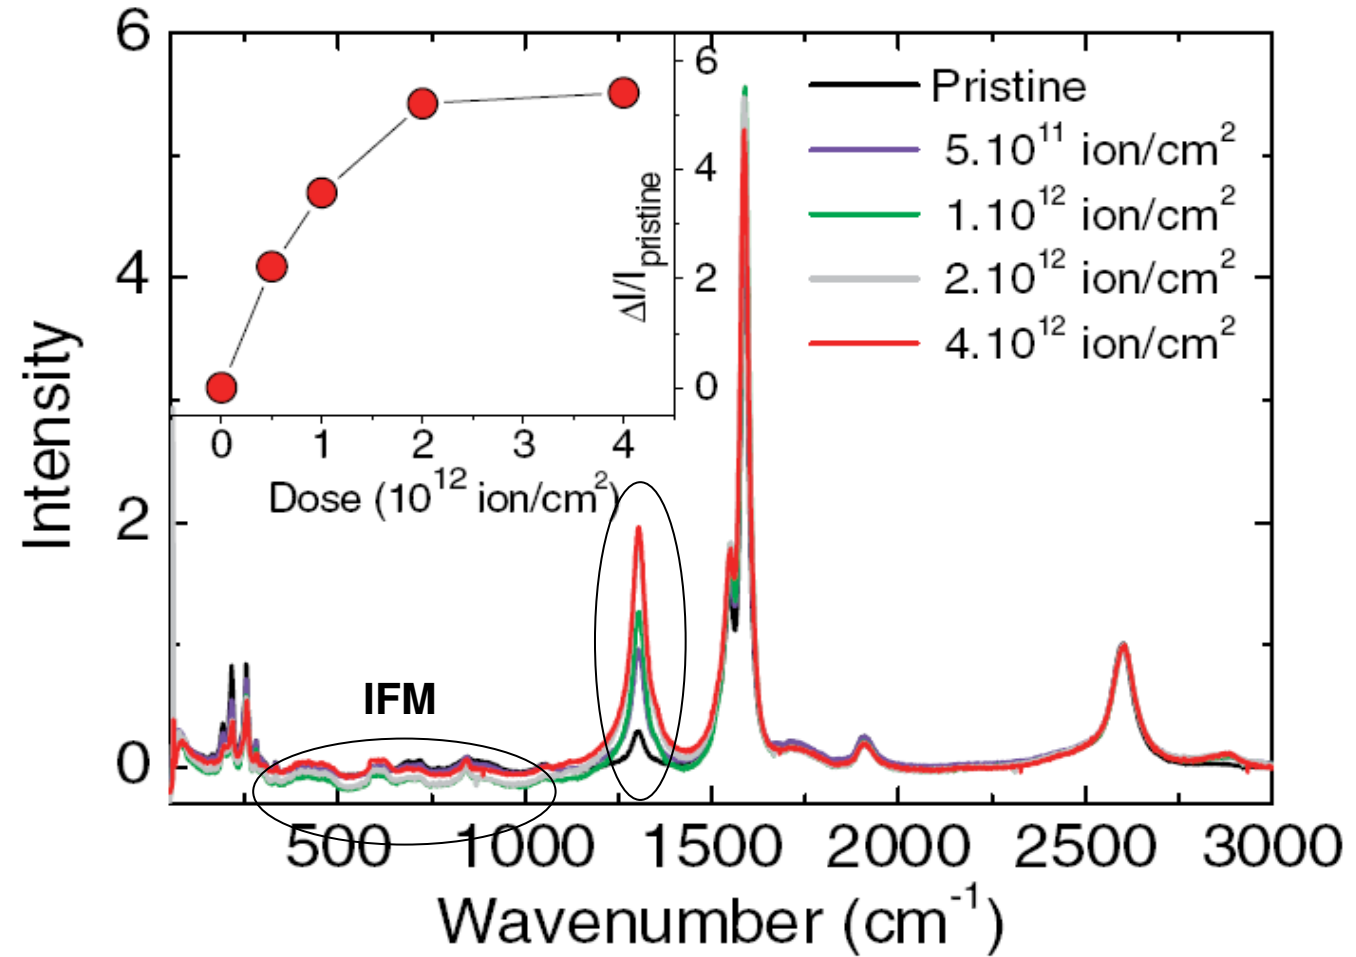 6
4
2
0
Intensity
500 1000 1500 2000 2500 3000
Wavenumber (cm⁻¹)
6
4
2
0
ΔI/I_pristine
0 1 2 3 4
Dose (10¹² ion/cm²)
Pristine
5.10¹¹ ion/cm²
1.10¹² ion/cm²
2.10¹² ion/cm²
4.10¹² ion/cm²
IFM